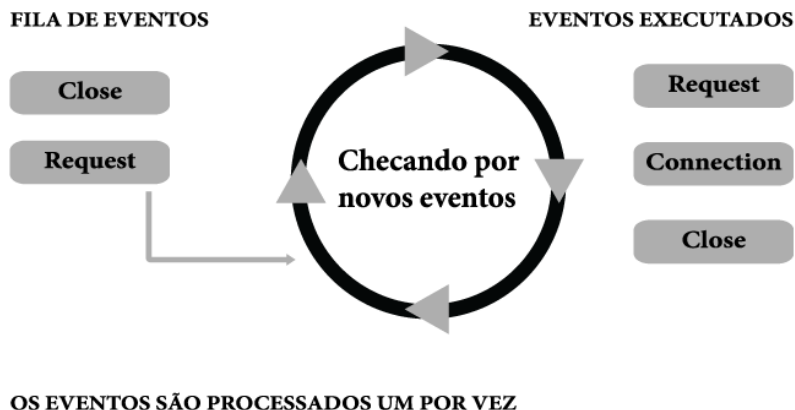 FILA DE EVENTOS
Close
Request
Checando por
novos eventos
EVENTOS EXECUTADOS
Request
Connection
Close
OS EVENTOS SÃO PROCESSADOS UM POR VEZ